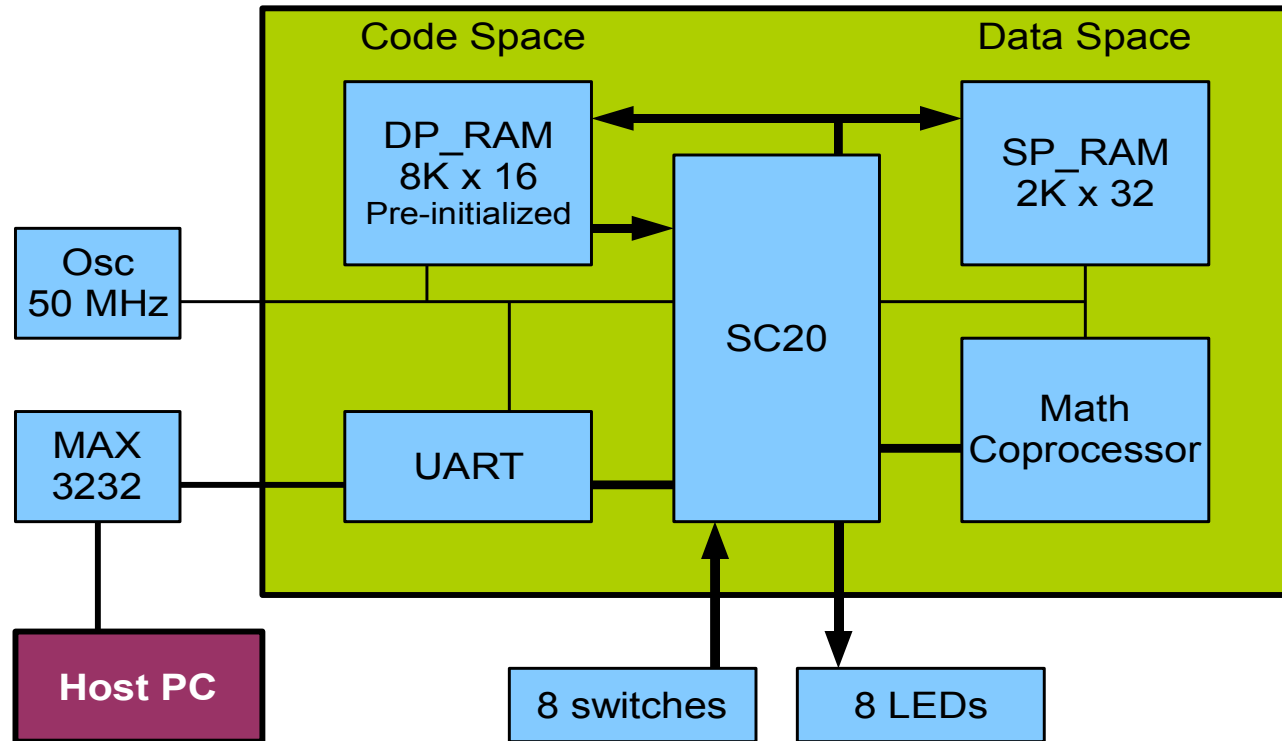 Code Space
Data Space
DP_RAM
8K x 16
Pre-initialized
SP_RAM
2K x 32
Osc
50 MHz
SC20
MAX
3232
UART
Math
Coprocessor
Host PC
8 switches
8 LEDs